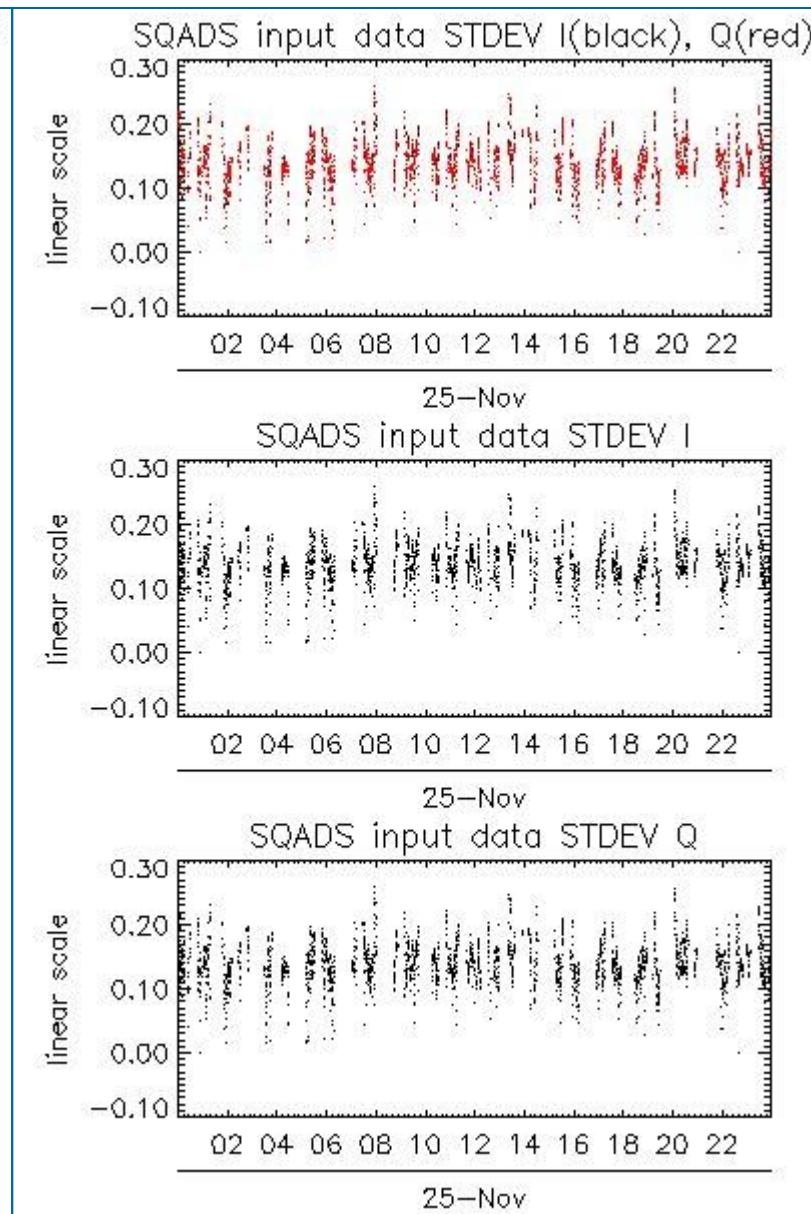 SQADS input data STDEV I(black), Q(red)
0.30
0.20
0.10
0.00
−0.10
linear scale
02 04 06 08 10 12 14 16 18 20 22
25−Nov
SQADS input data STDEV I
0.30
0.20
0.10
0.00
−0.10
linear scale
02 04 06 08 10 12 14 16 18 20 22
25−Nov
SQADS input data STDEV Q
0.30
0.20
0.10
0.00
−0.10
linear scale
02 04 06 08 10 12 14 16 18 20 22
25−Nov